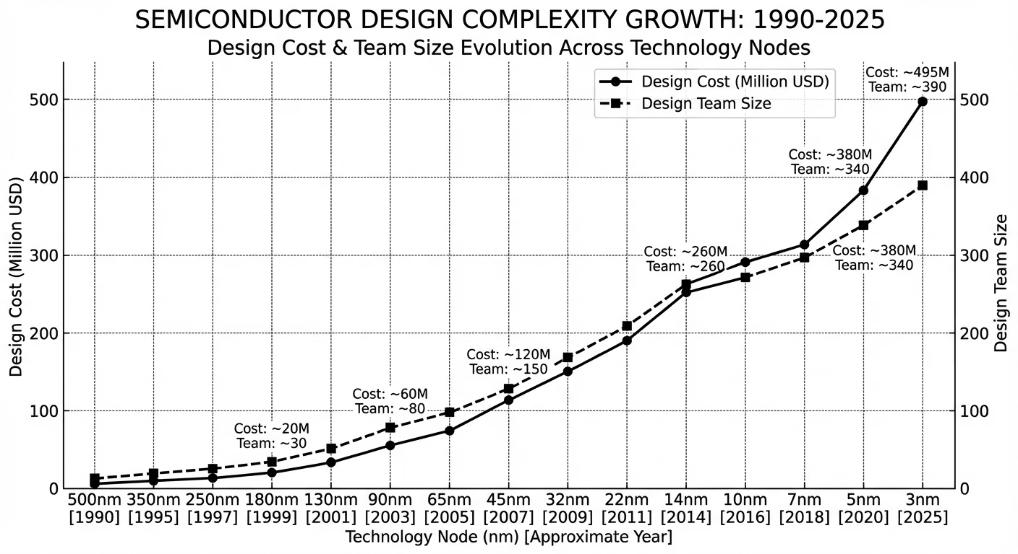 SEMICONDUCTOR DESIGN COMPLEXITY GROWTH: 1990-2025
Design Cost & Team Size Evolution Across Technology Nodes
Design Cost (Million USD)
Design Team Size
Cost: ~495M
Team: ~390
Cost: ~380M
Team: ~340
Cost: ~260M
Team: ~260
Cost: ~380M
Team: ~340
Cost: ~120M
Team: ~150
Cost: ~60M
Team: ~80
Cost: ~20M
Team: ~30
Design Cost (Million USD)
500
400
300
200
100
0
Design Team Size
500
400
300
200
100
0
500nm 350nm 250nm 180nm 130nm 90nm 65nm 45nm 32nm 22nm 14nm 10nm 7nm 5nm 3nm
[1990] [1995] [1997] [1999] [2001] [2003] [2005] [2007] [2009] [2011] [2014] [2016] [2018] [2020] [2025]
Technology Node (nm) [Approximate Year]